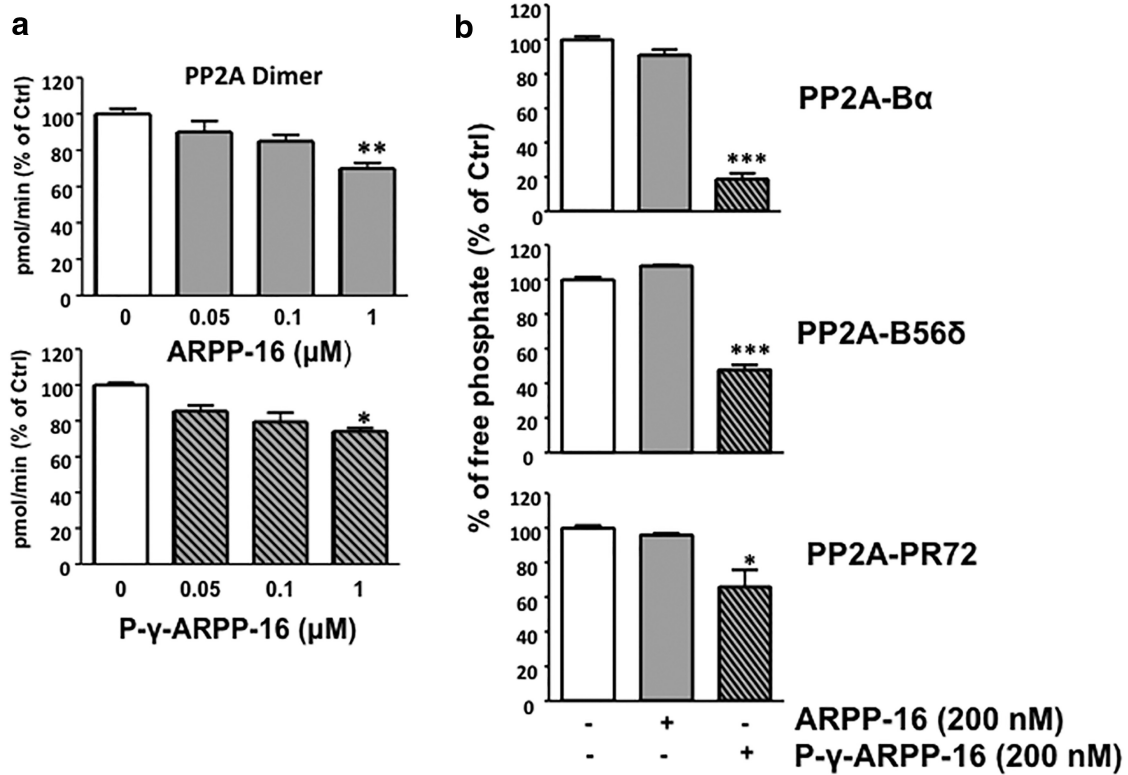 a
PP2A Dimer
pmol/min (% of Ctrl)
120
100
80
60
40
20
0
**
0 0.05 0.1 1
ARPP-16 (µM)
pmol/min (% of Ctrl)
120
100
80
60
40
20
0
*
0 0.05 0.1 1
P-γ-ARPP-16 (µM)
b
% of free phosphate (% of Ctrl)
120
100
80
60
40
20
0
***
PP2A-Bα
120
100
80
60
40
20
0
***
PP2A-B56δ
120
100
80
60
40
20
0
*
PP2A-PR72
- + - ARPP-16 (200 nM)
- - + P-γ-ARPP-16 (200 nM)